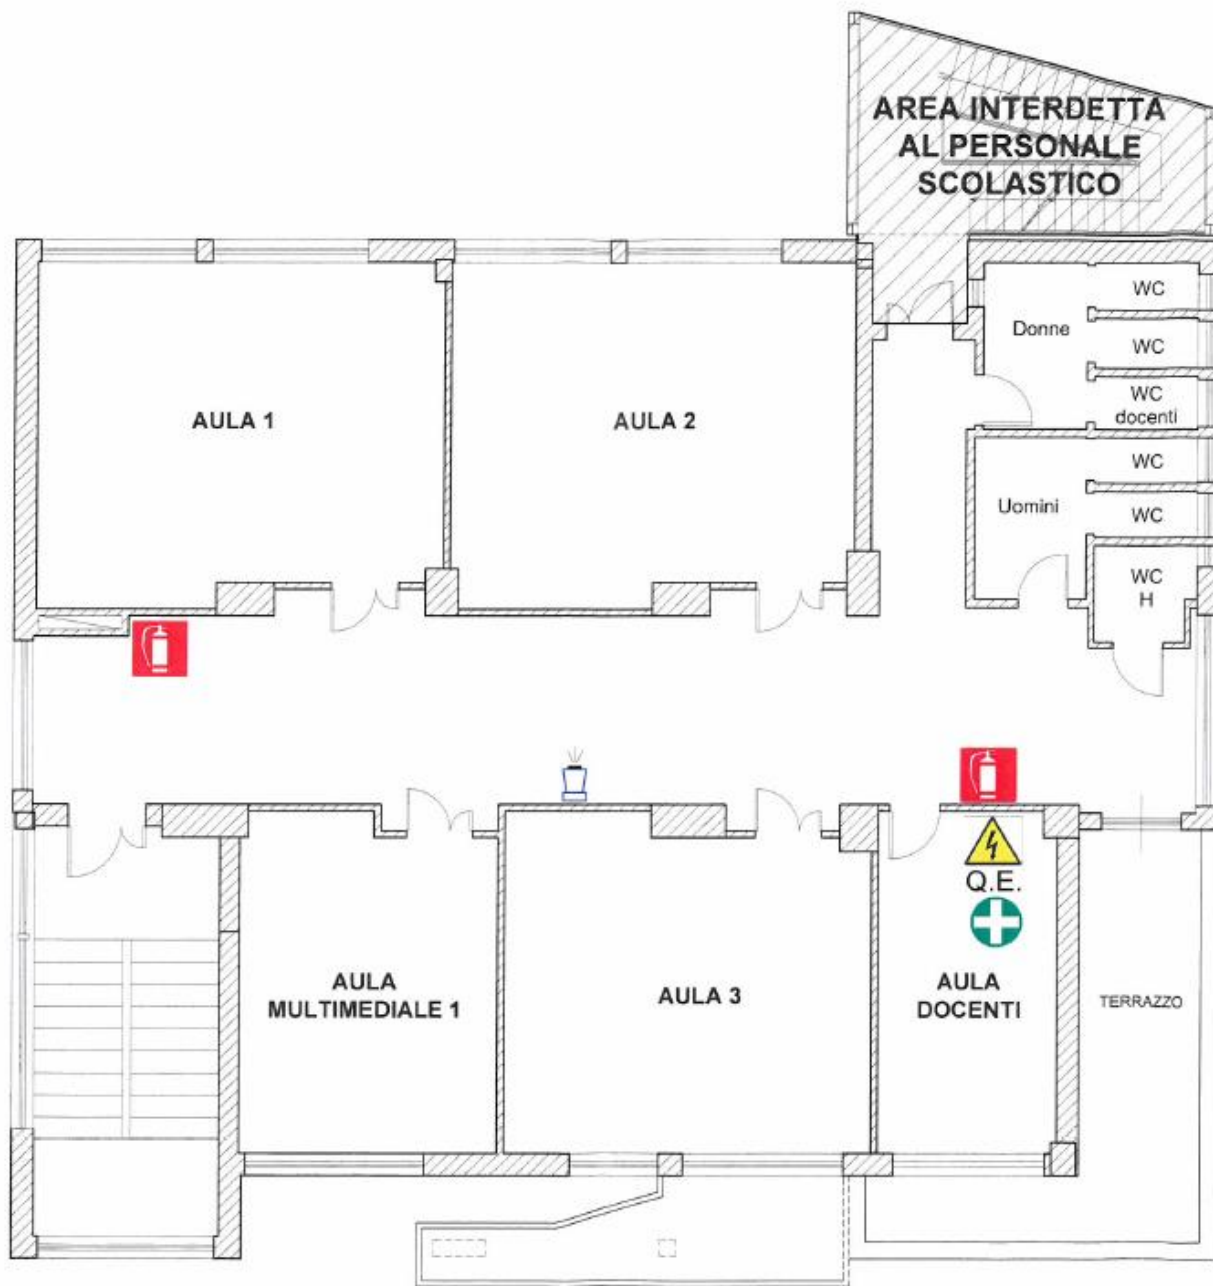 AREA INTERDETTA
AL PERSONALE
SCOLASTICO
WC
Donne
WC
WC
docenti
AULA 1
AULA 2
WC
Uomini
WC
WC
H
Q.E.
AULA
MULTIMEDIALE 1
AULA 3
AULA
DOCENTI
TERRAZZO